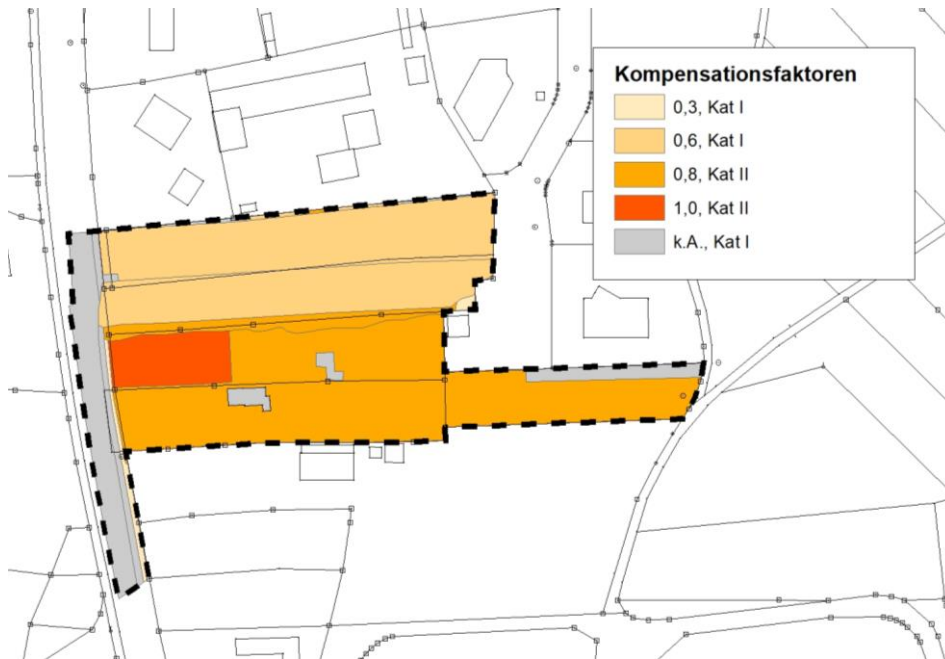 Kompensationsfaktoren
0,3, Kat I
0,6, Kat I
0,8, Kat II
1,0, Kat II
k.A., Kat I